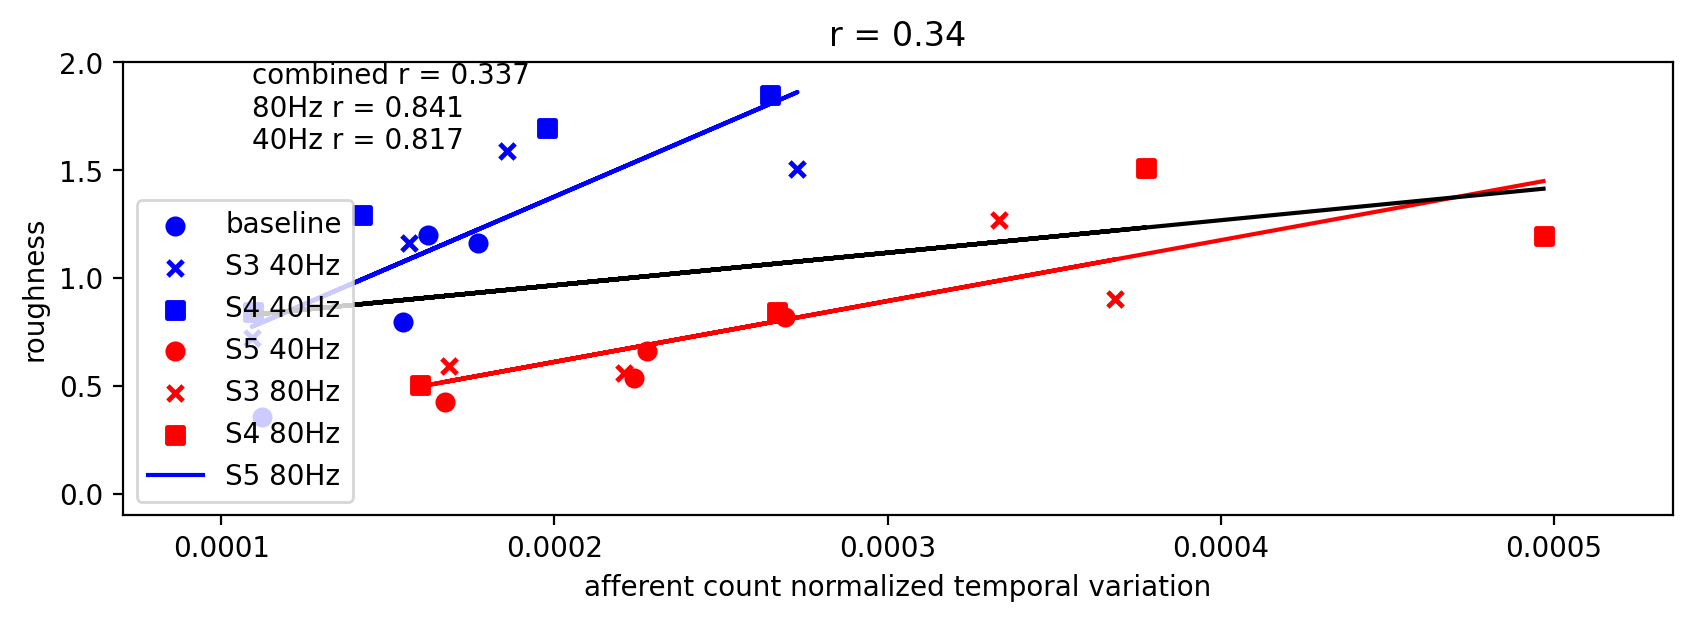 r = 0.34
combined r = 0.337
80Hz r = 0.841
40Hz r = 0.817
roughness
2.0
1.5
1.0
0.5
0.0
baseline
S3 40Hz
S4 40Hz
S5 40Hz
S3 80Hz
S4 80Hz
S5 80Hz
0.0001 0.0002 0.0003 0.0004 0.0005
afferent count normalized temporal variation